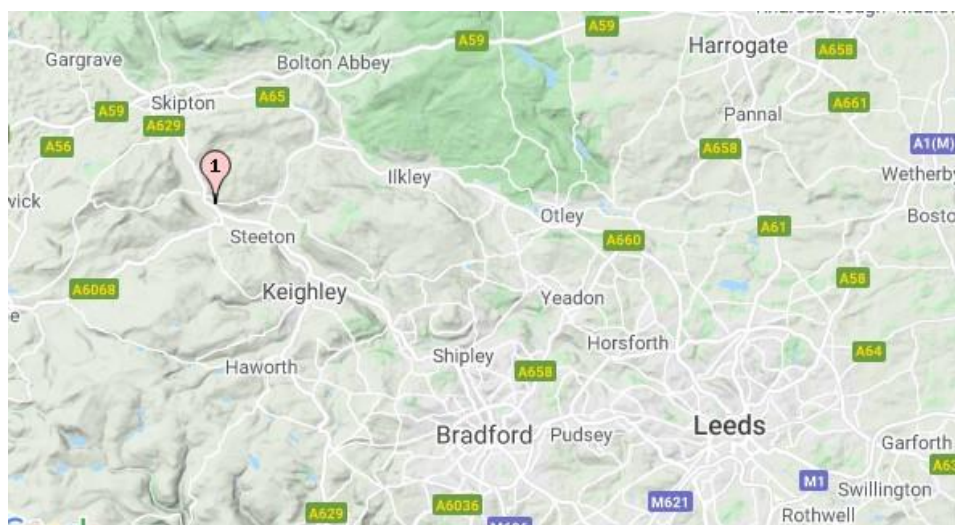 A59
A59
Harrogate
A658
Gargrave
Bolton Abbey
Skipton
A65
A59
A661
A629
Pannal
A56
A658
A1(M)
1
Ilkley
Wetherby
Otley
Steeton
A61
A660
A6068
Keighley
Yeadon
A58
Horsforth
Shipley
A64
Haworth
A658
Bradford
Pudsey
Leeds
Garforth
M1
Swillington
A6036
M621
A629
Rothwell